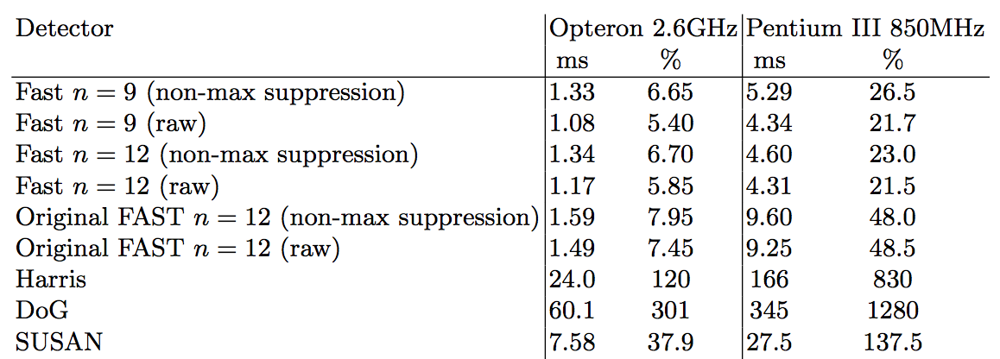 Detector Opteron 2.6GHz Pentium III 850MHz
ms % ms %
Fast n = 9 (non-max suppression) 1.33 6.65 5.29 26.5
Fast n = 9 (raw) 1.08 5.40 4.34 21.7
Fast n = 12 (non-max suppression) 1.34 6.70 4.60 23.0
Fast n = 12 (raw) 1.17 5.85 4.31 21.5
Original FAST n = 12 (non-max suppression) 1.59 7.95 9.60 48.0
Original FAST n = 12 (raw) 1.49 7.45 9.25 48.5
Harris 24.0 120 166 830
DoG 60.1 301 345 1280
SUSAN 7.58 37.9 27.5 137.5